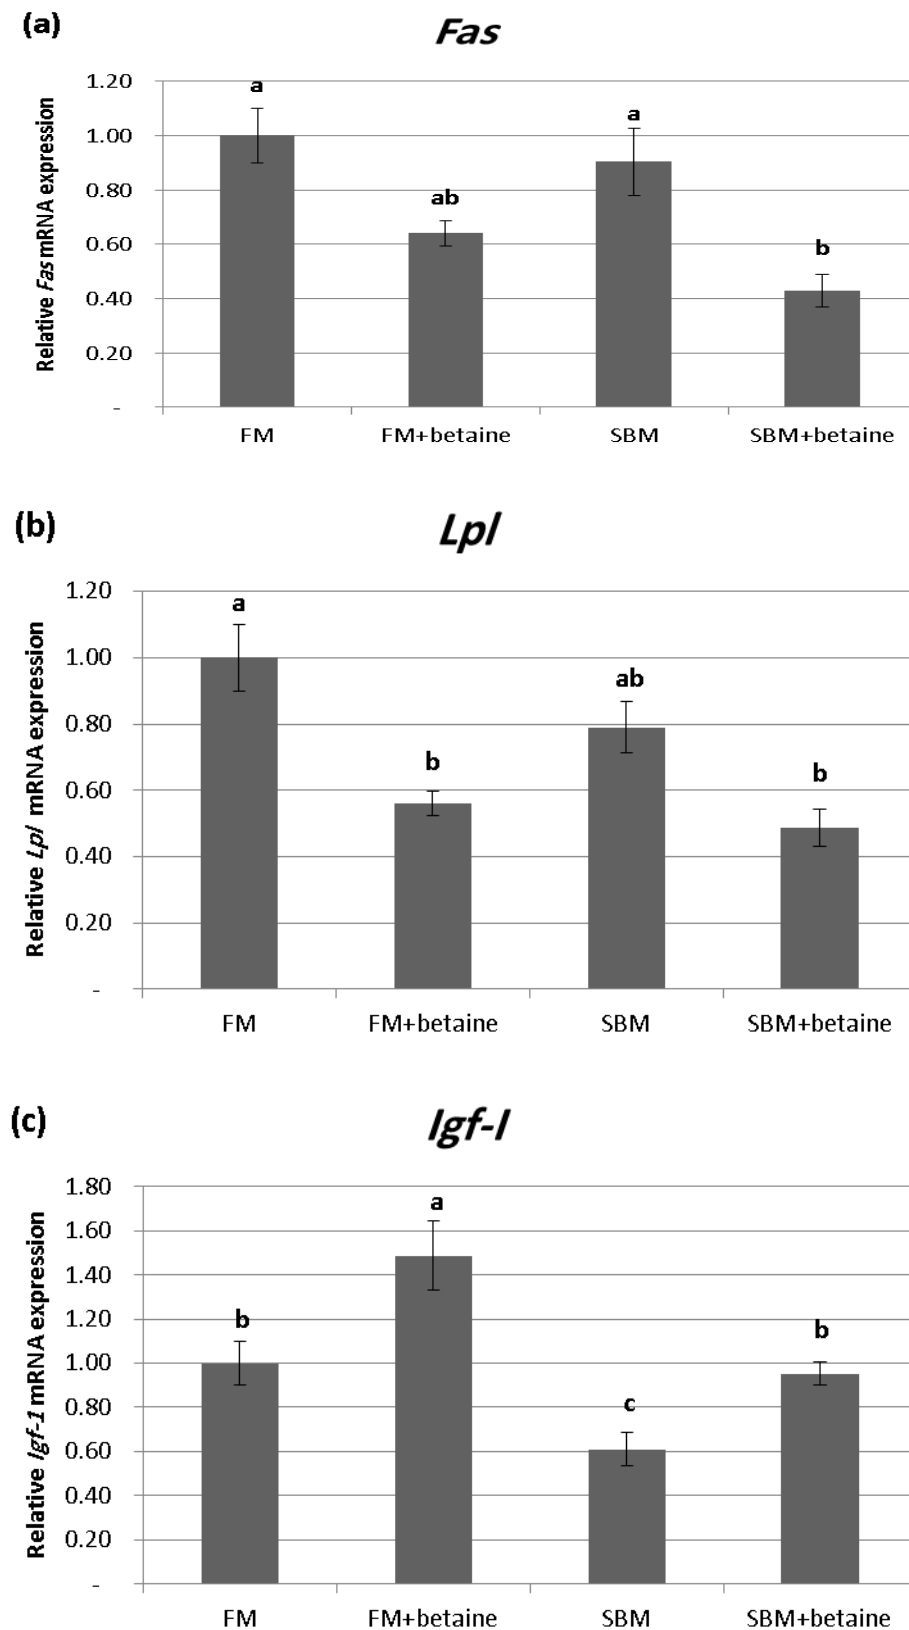 (a)
Fas
Relative Fas mRNA expression
1.20
1.00
0.80
0.60
0.40
0.20
-
a
ab
a
b
FM FM+betaine SBM SBM+betaine
(b)
Lpl
Relative Lpl mRNA expression
1.20
1.00
0.80
0.60
0.40
0.20
-
a
b
ab
b
FM FM+betaine SBM SBM+betaine
(c)
Igf-I
Relative Igf-1 mRNA expression
1.80
1.60
1.40
1.20
1.00
0.80
0.60
0.40
0.20
-
b
a
c
b
FM FM+betaine SBM SBM+betaine